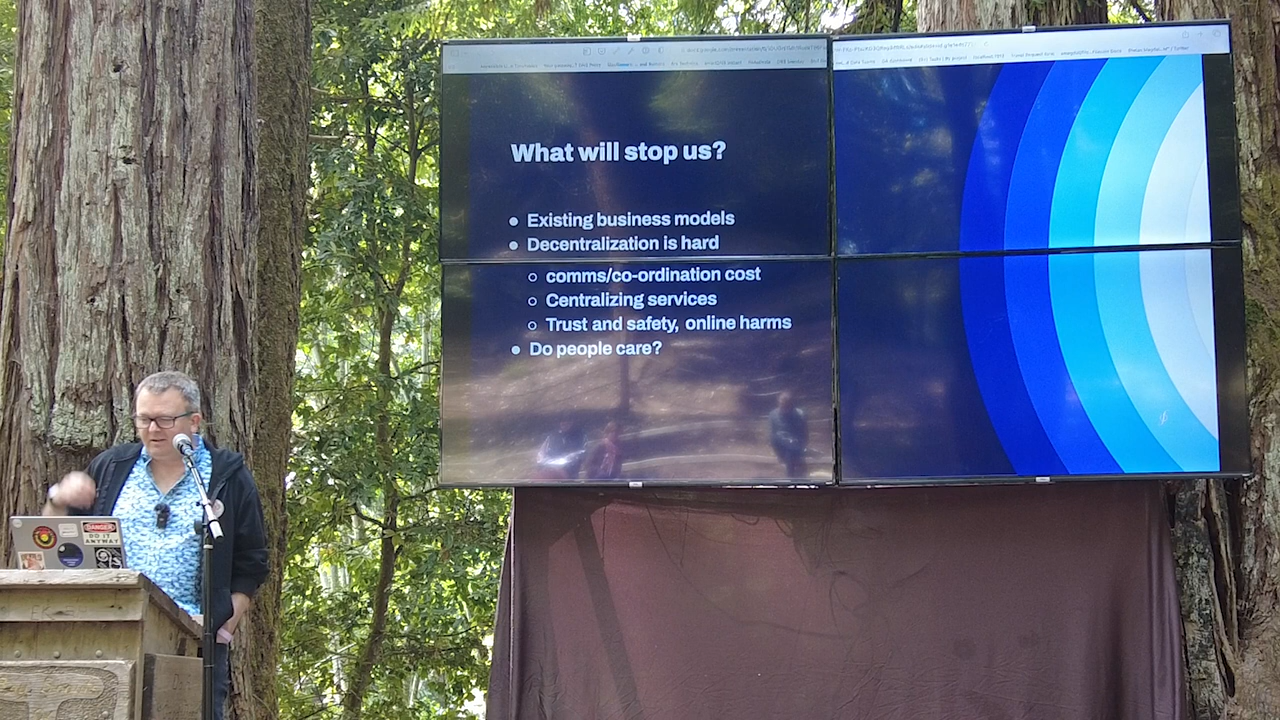 What will stop us?
Existing business models
Decentralization is hard
comms/co-ordination cost
Centralizing services
Trust and safety, online harms
Do people care?
DANGER
DO IT
ANYWAY
EK